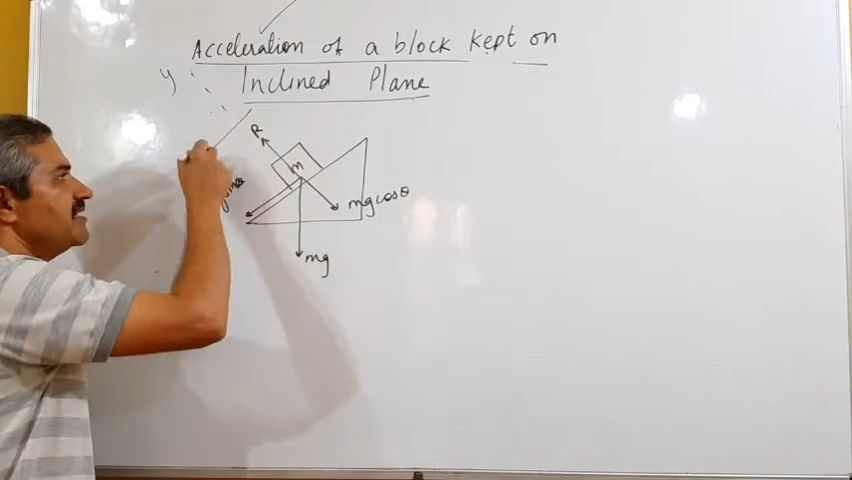 Acceleration of a block kept on
Inclined Plane
y
R
m
mg cosθ
mg